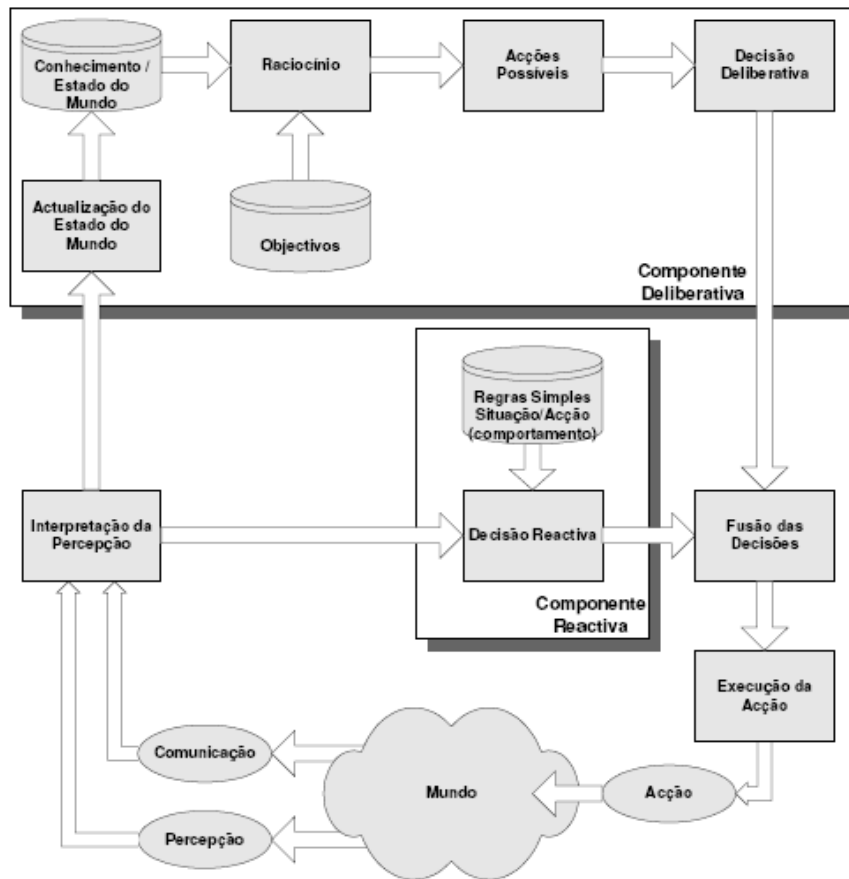 Conhecimento /
Estado do
Mundo
Raciocínio
Acções
Possíveis
Decisão
Deliberativa
Actualização do
Estado do
Mundo
Objectivos
Componente
Deliberativa
Regras Simples
Situação/Acção
(comportamento)
Interpretação da
Percepção
Decisão Reactiva
Fusão das
Decisões
Componente
Reactiva
Execução da
Acção
Comunicação
Mundo
Acção
Percepção